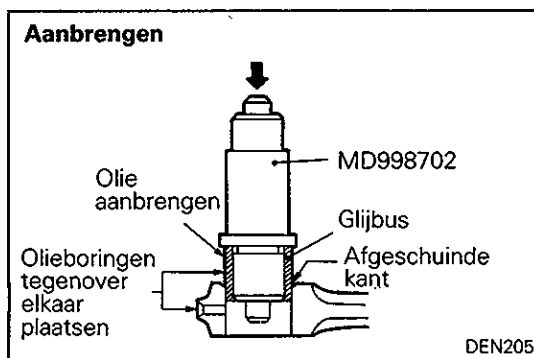 Aanbrengen
MD998702
Olie
aanbrengen
Glijbus
Afgeschuinde
kant
Olieboringen
tegenover
elkaar
plaatsen
DEN205